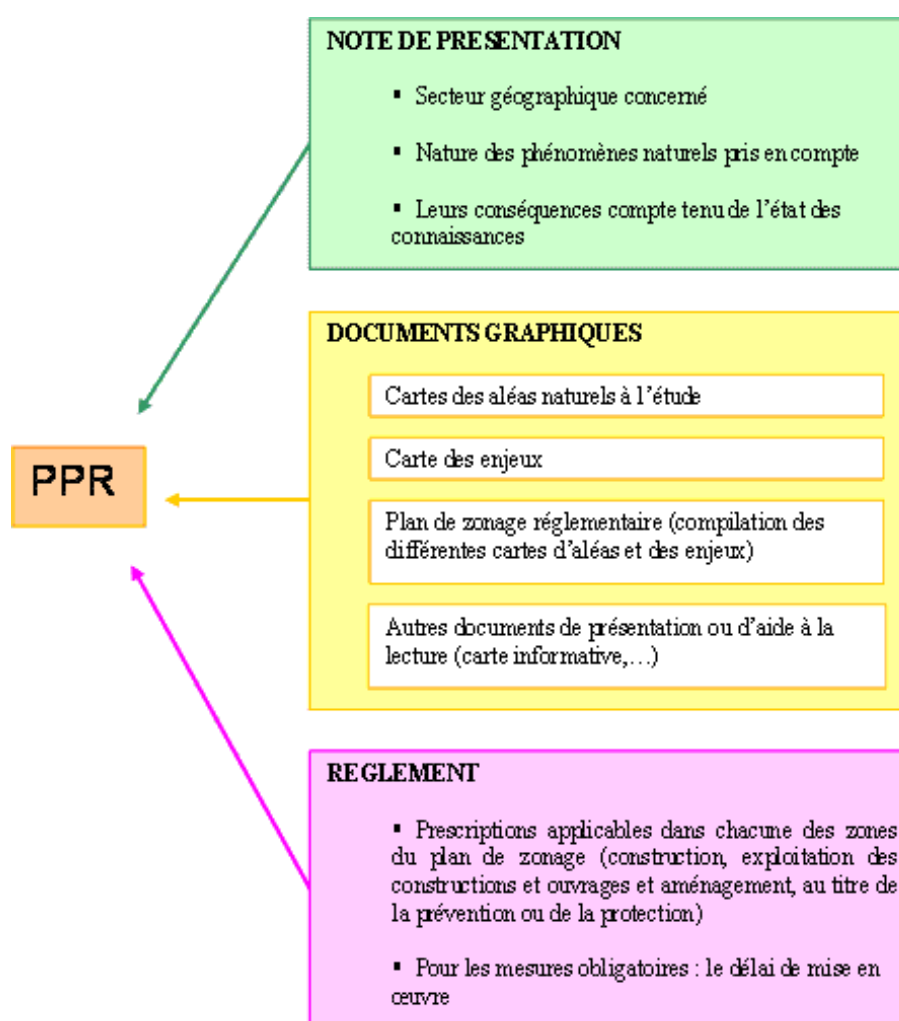 NOTE DE PRESENTATION
▪ Secteur géographique concerné
▪ Nature des phénomènes naturels pris en compte
▪ Leurs conséquences compte tenu de l'état des
connaissances
DOCUMENTS GRAPHIQUES
Cartes des aléas naturels à l'étude
Carte des enjeux
Plan de zonage réglementaire (compilation des
différentes cartes d'aléas et des enjeux)
Autres documents de présentation ou d'aide à la
lecture (carte informative,…)
PPR
REGLEMENT
▪ Prescriptions applicables dans chacune des zones
du plan de zonage (construction, exploitation des
constructions et ouvrages et aménagement, au titre de
la prévention ou de la protection)
▪ Pour les mesures obligatoires : le délai de mise en
œuvre